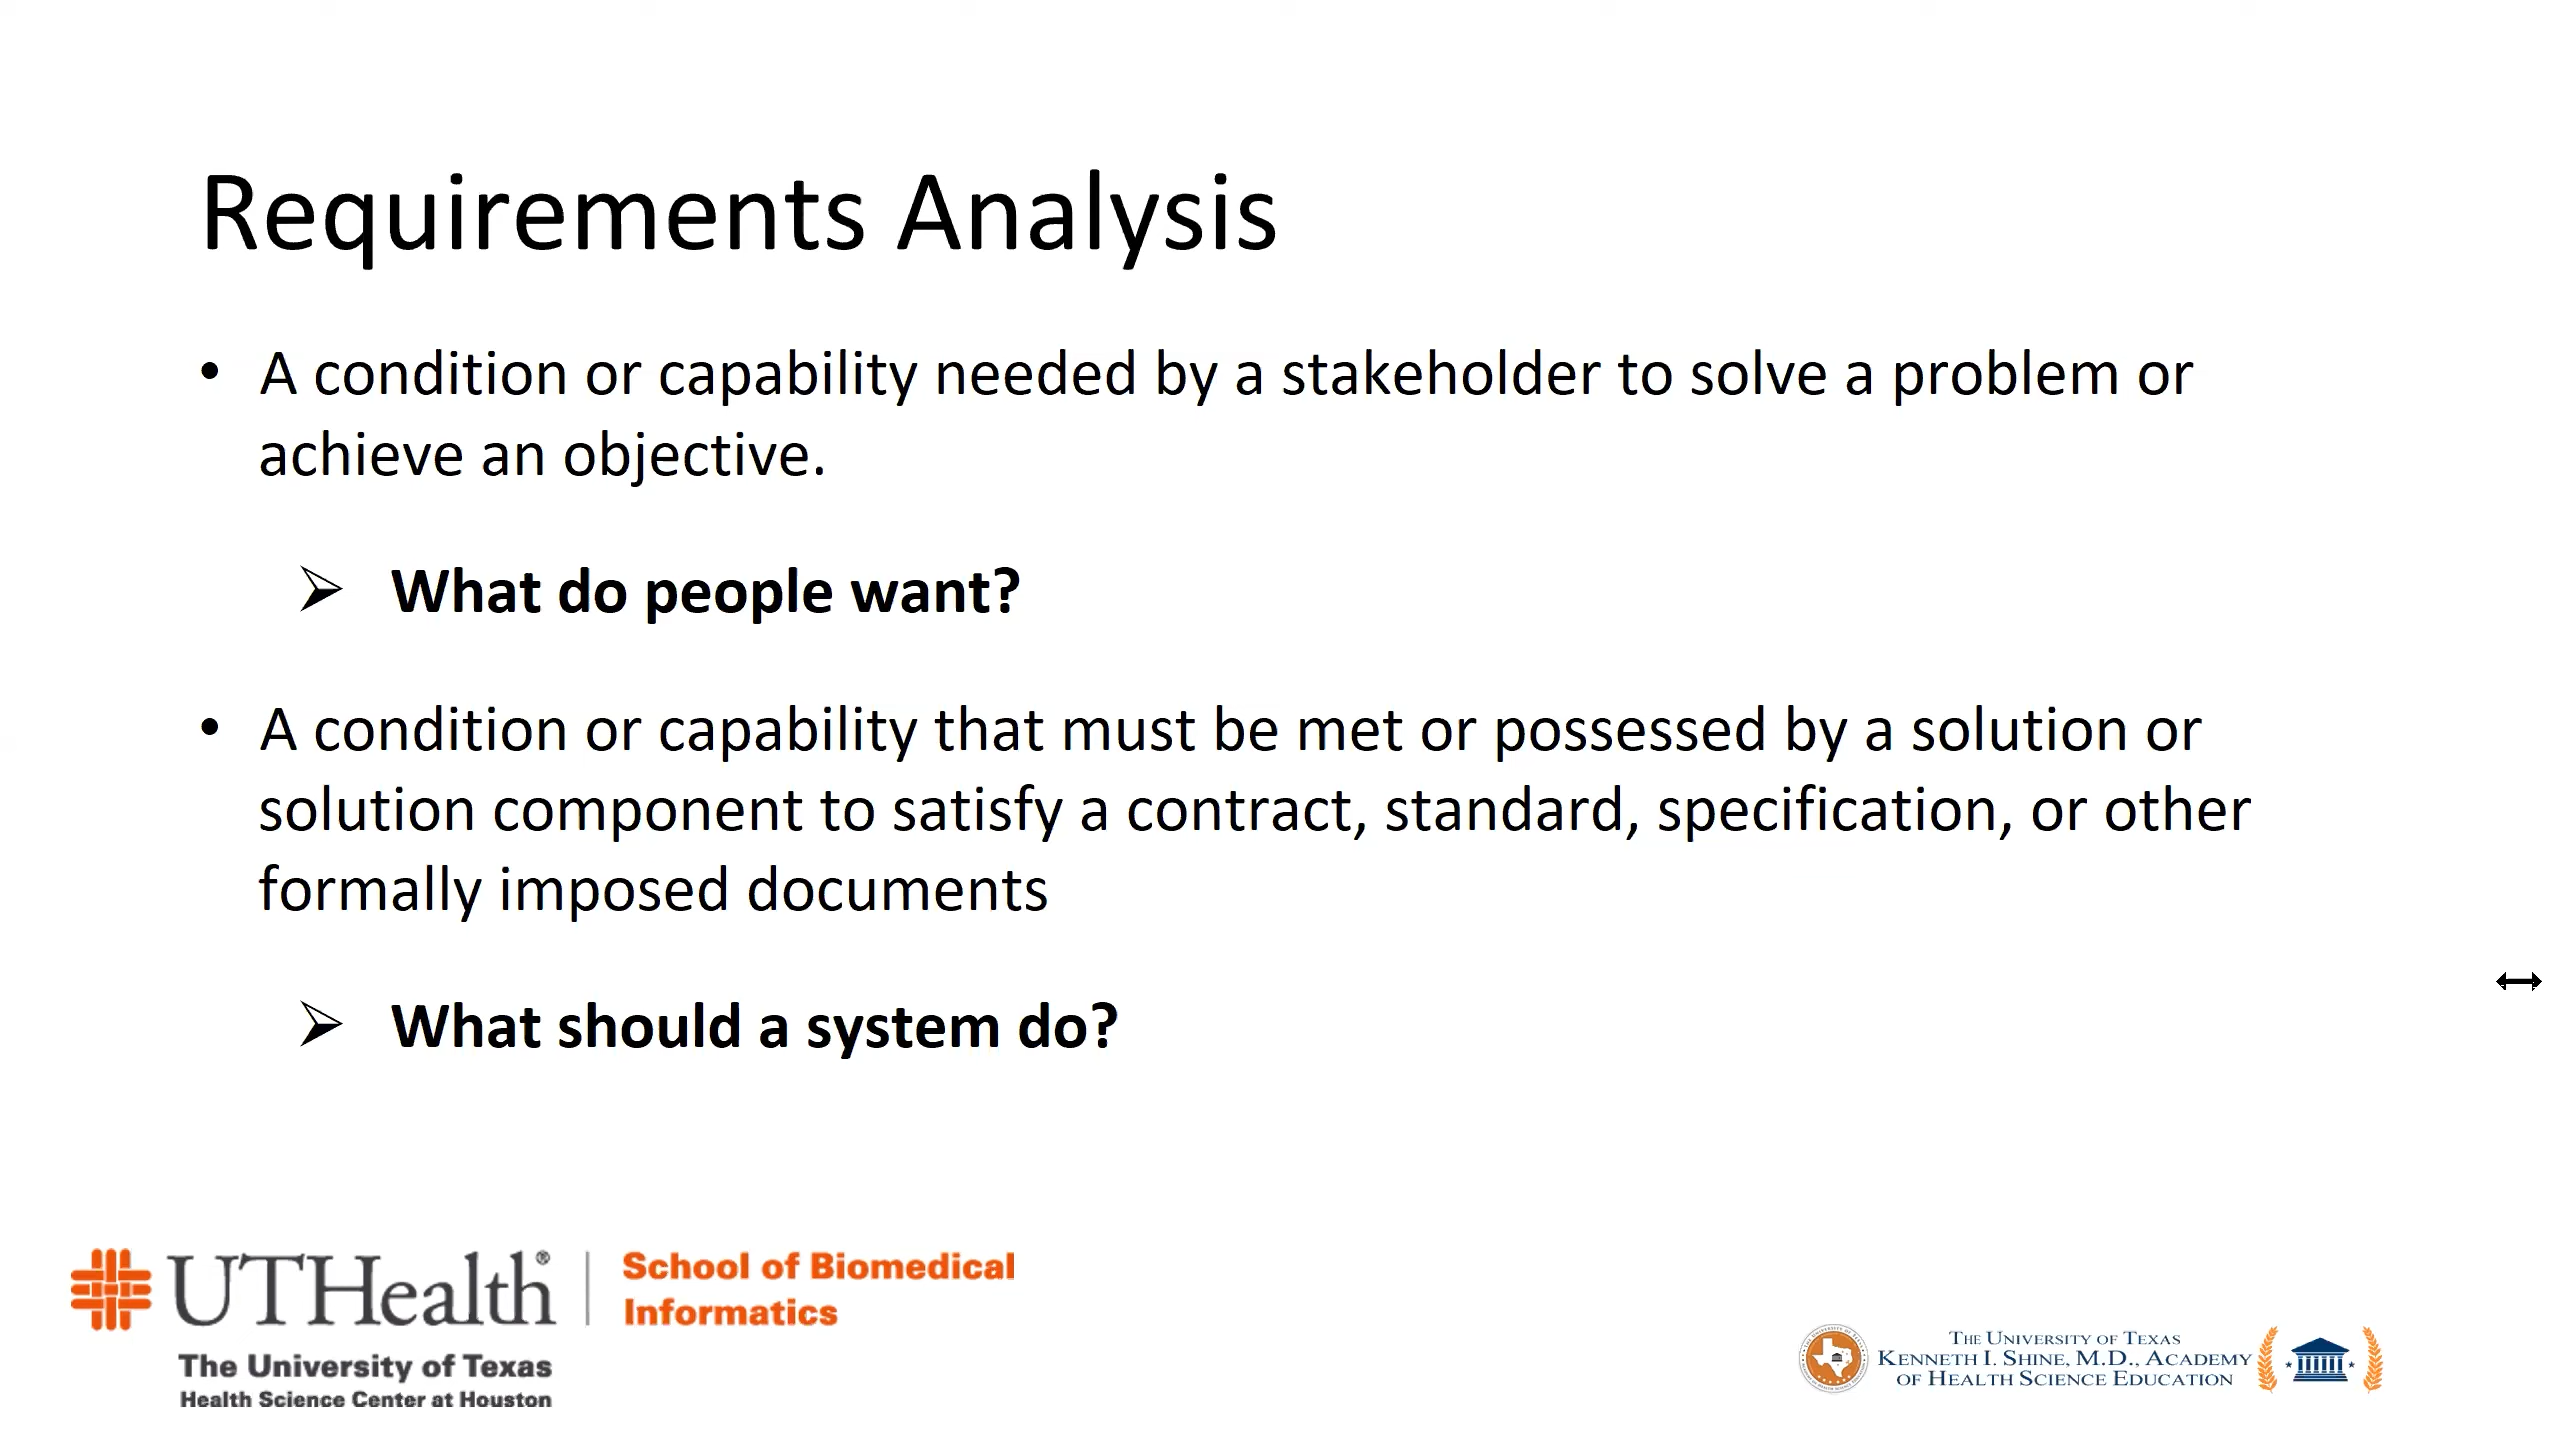 Requirements Analysis
• A condition or capability needed by a stakeholder to solve a problem or
achieve an objective.
➢ What do people want?
• A condition or capability that must be met or possessed by a solution or
solution component to satisfy a contract, standard, specification, or other
formally imposed documents
➢ What should a system do?
UTHealth®
The University of Texas
Health Science Center at Houston
School of Biomedical
Informatics
THE UNIVERSITY OF TEXAS
KENNETH I. SHINE, M.D., ACADEMY
OF HEALTH SCIENCE EDUCATION